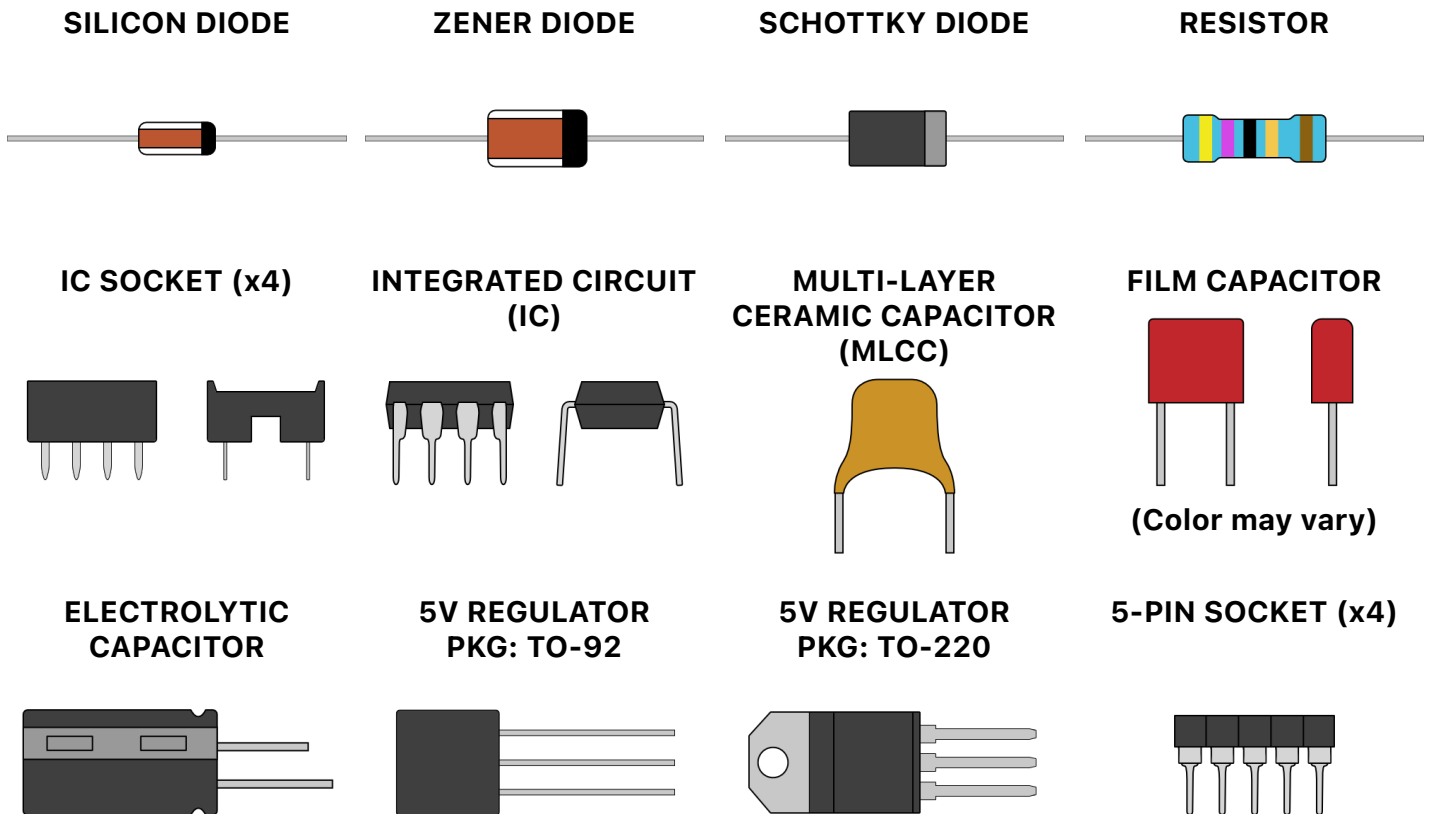 SILICON DIODE
ZENER DIODE
SCHOTTKY DIODE
RESISTOR
IC SOCKET (x4)
INTEGRATED CIRCUIT
(IC)
MULTI-LAYER
CERAMIC CAPACITOR
(MLCC)
FILM CAPACITOR
(Color may vary)
ELECTROLYTIC
CAPACITOR
5V REGULATOR
PKG: TO-92
5V REGULATOR
PKG: TO-220
5-PIN SOCKET (x4)